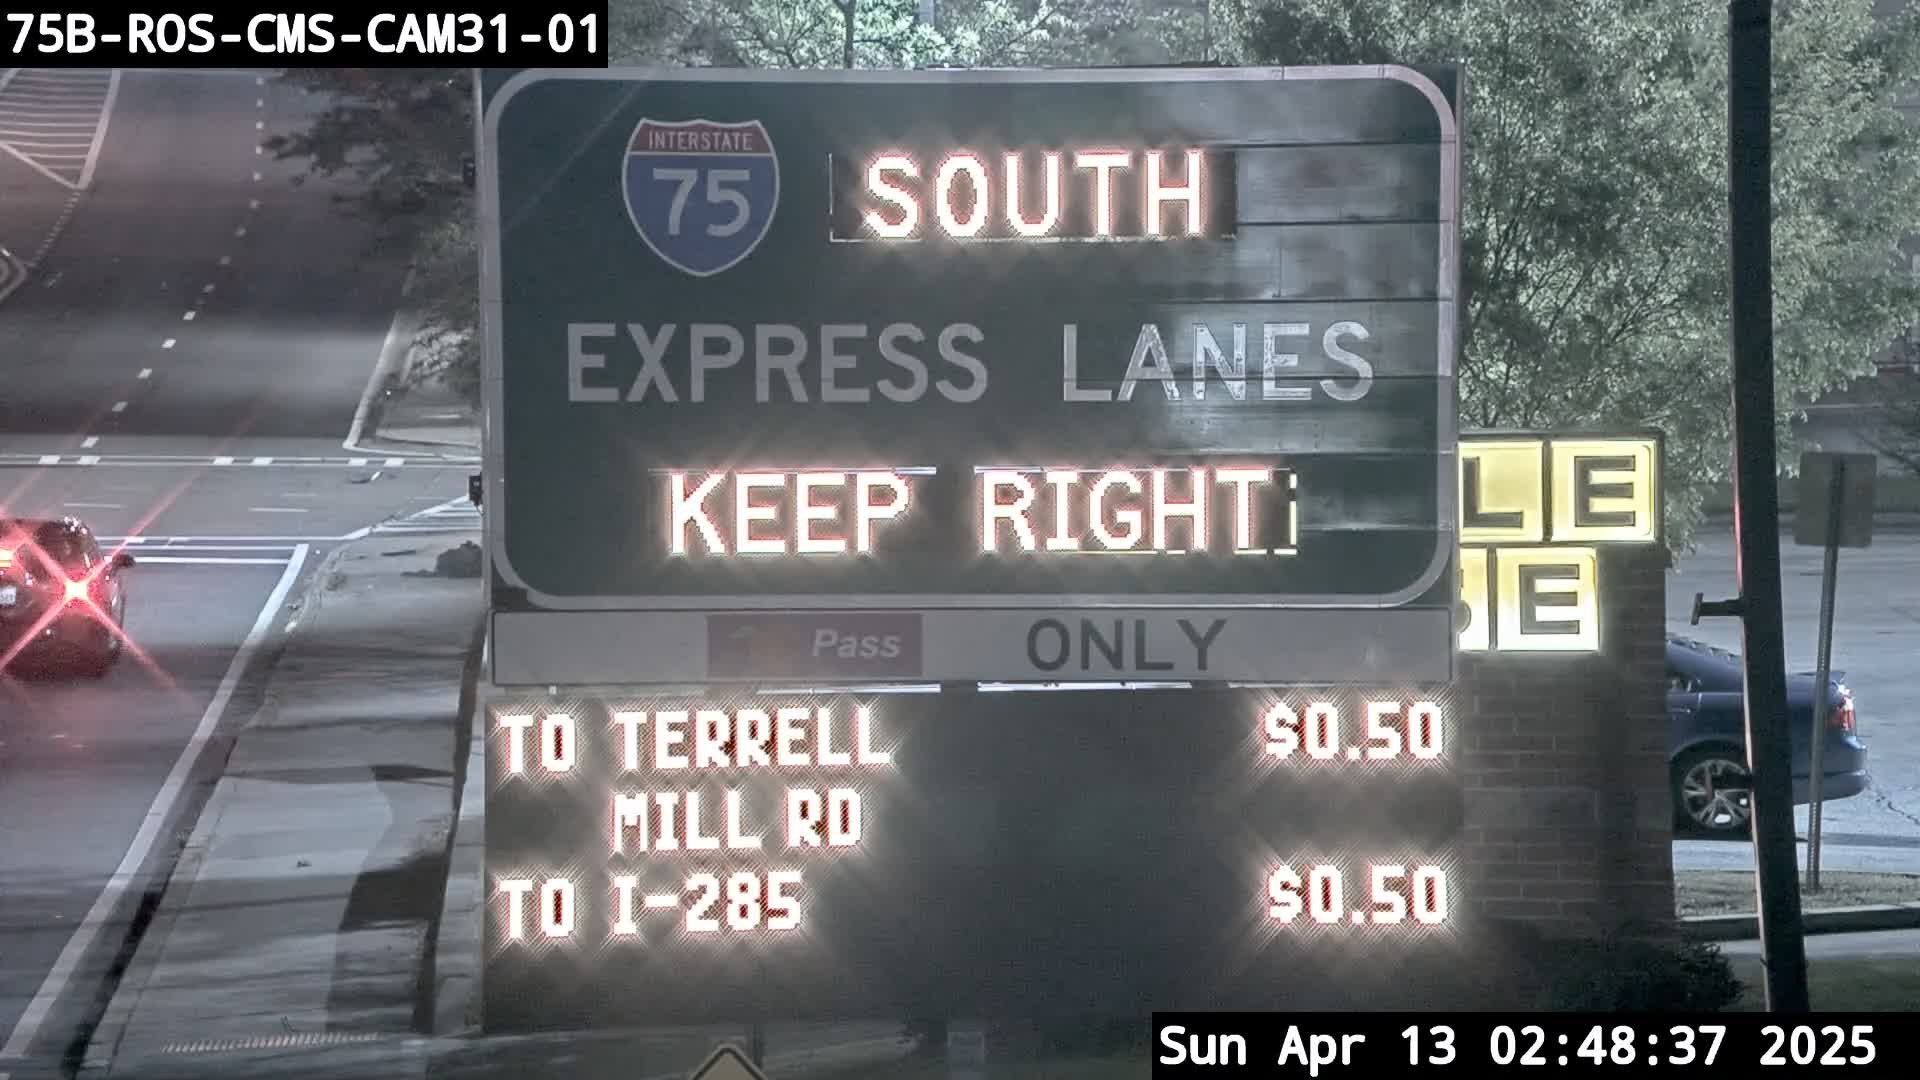 75B-ROS-CMS-CAM31-01
INTERSTATE
75
SOUTH
EXPRESS LANES
KEEP RIGHT
Pass ONLY
TO TERRELL $0.50
MILL RD
TO I-285 $0.50
LE
E
Sun Apr 13 02:48:37 2025